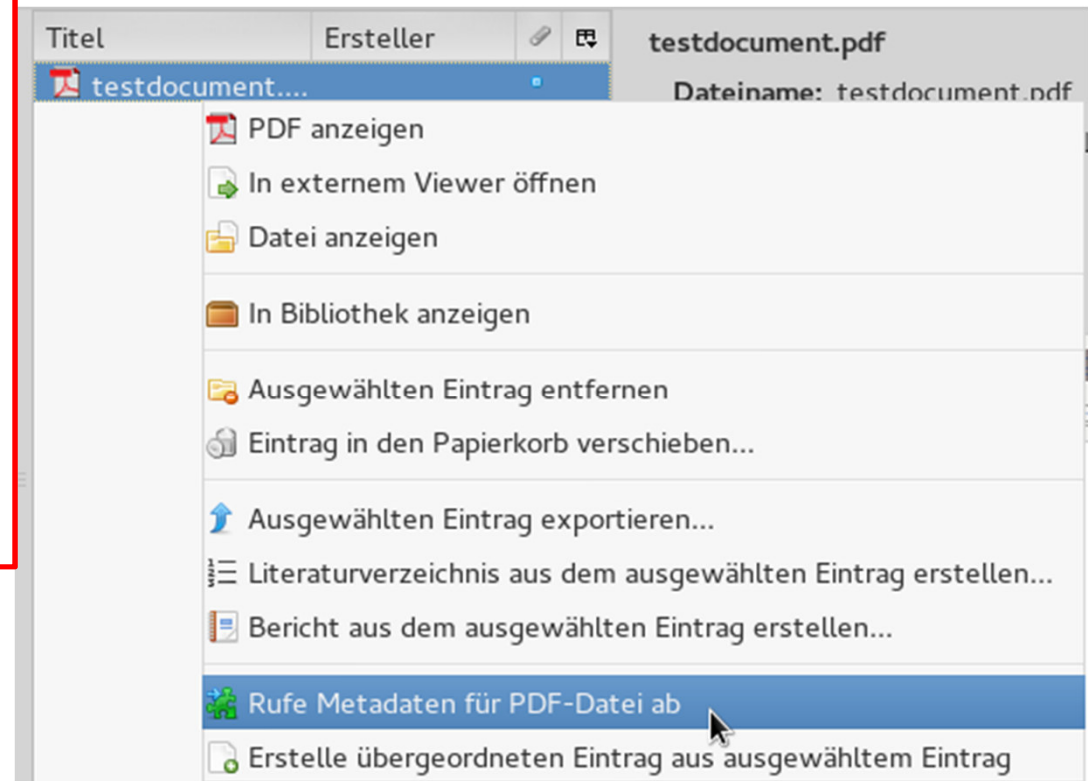 Titel Ersteller
testdocument....
testdocument.pdf
Dateiname: testdocument.pdf
PDF anzeigen
In externem Viewer öffnen
Datei anzeigen
In Bibliothek anzeigen
Ausgewählten Eintrag entfernen
Eintrag in den Papierkorb verschieben...
Ausgewählten Eintrag exportieren...
Literaturverzeichnis aus dem ausgewählten Eintrag erstellen...
Bericht aus dem ausgewählten Eintrag erstellen...
Rufe Metadaten für PDF-Datei ab
Erstelle übergeordneten Eintrag aus ausgewähltem Eintrag